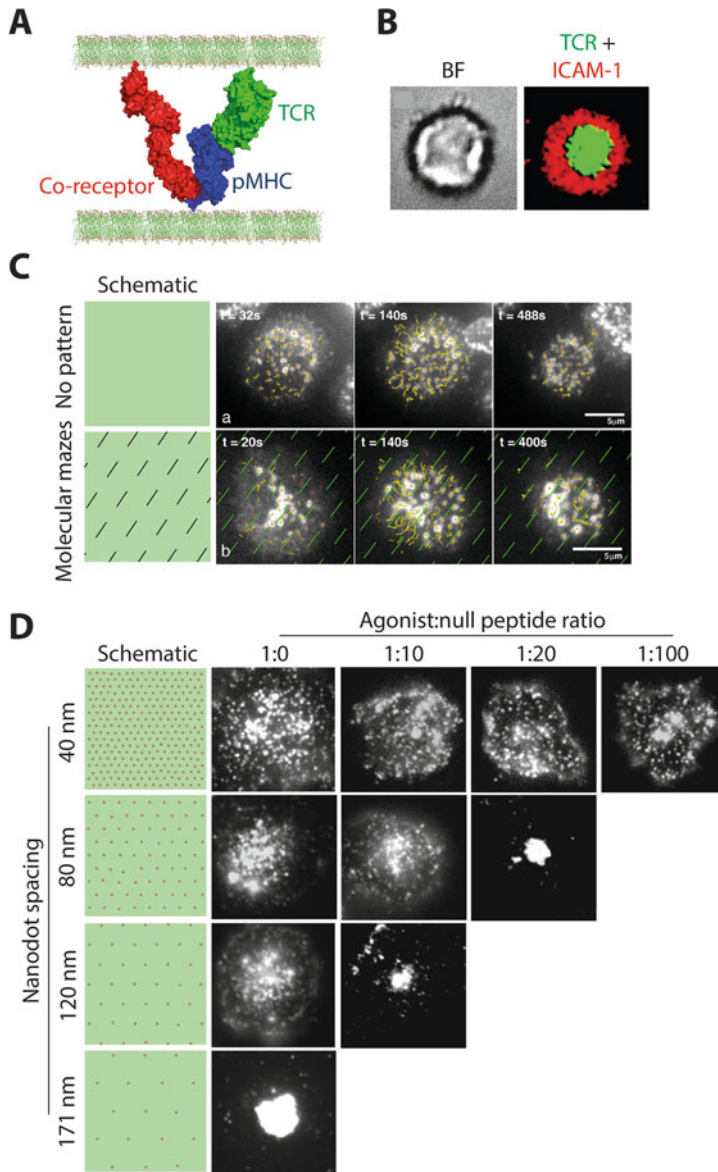 A
TCR
Co-receptor
pMHC
B
BF
TCR +
ICAM-1
C
Schematic
No pattern
t = 32s
t = 140s
t = 488s
a
5μm
Molecular mazes
t = 20s
t = 140s
t = 400s
b
5μm
D
Agonist:null peptide ratio
Schematic
1:0
1:10
1:20
1:100
Nanodot spacing
40 nm
80 nm
120 nm
171 nm